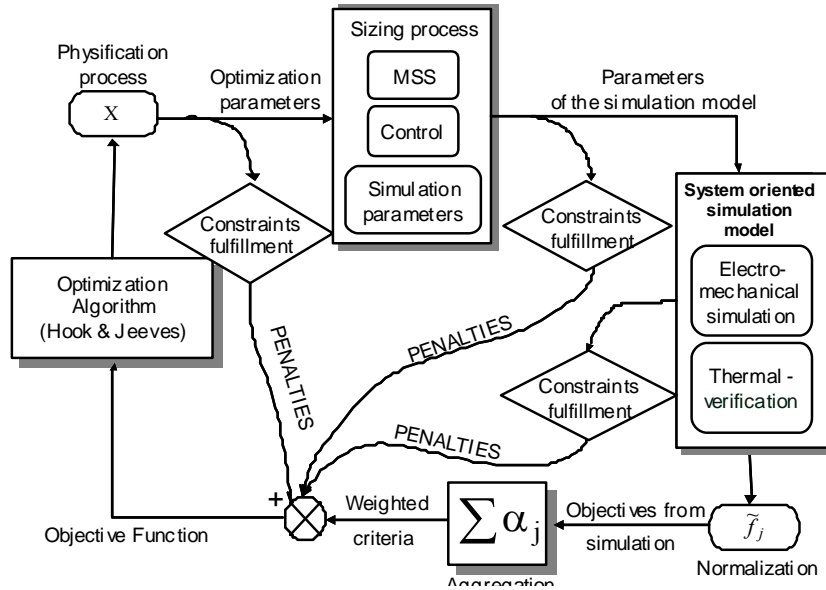 Physification
process
X
Optimization
parameters
Sizing process
MSS
Control
Simulation
parameters
Parameters
of the simulation model
Constraints
fulfillment
Constraints
fulfillment
System oriented
simulation
model
Electro-
mechanical
simulation
Thermal -
verification
Optimization
Algorithm
(Hook & Jeeves)
PENALTIES
PENALTIES
Constraints
fulfillment
PENALTIES
+
Objective Function
Weighted
criteria
∑ α_j
Aggregation
Objectives from
simulation
f̃_j
Normalization